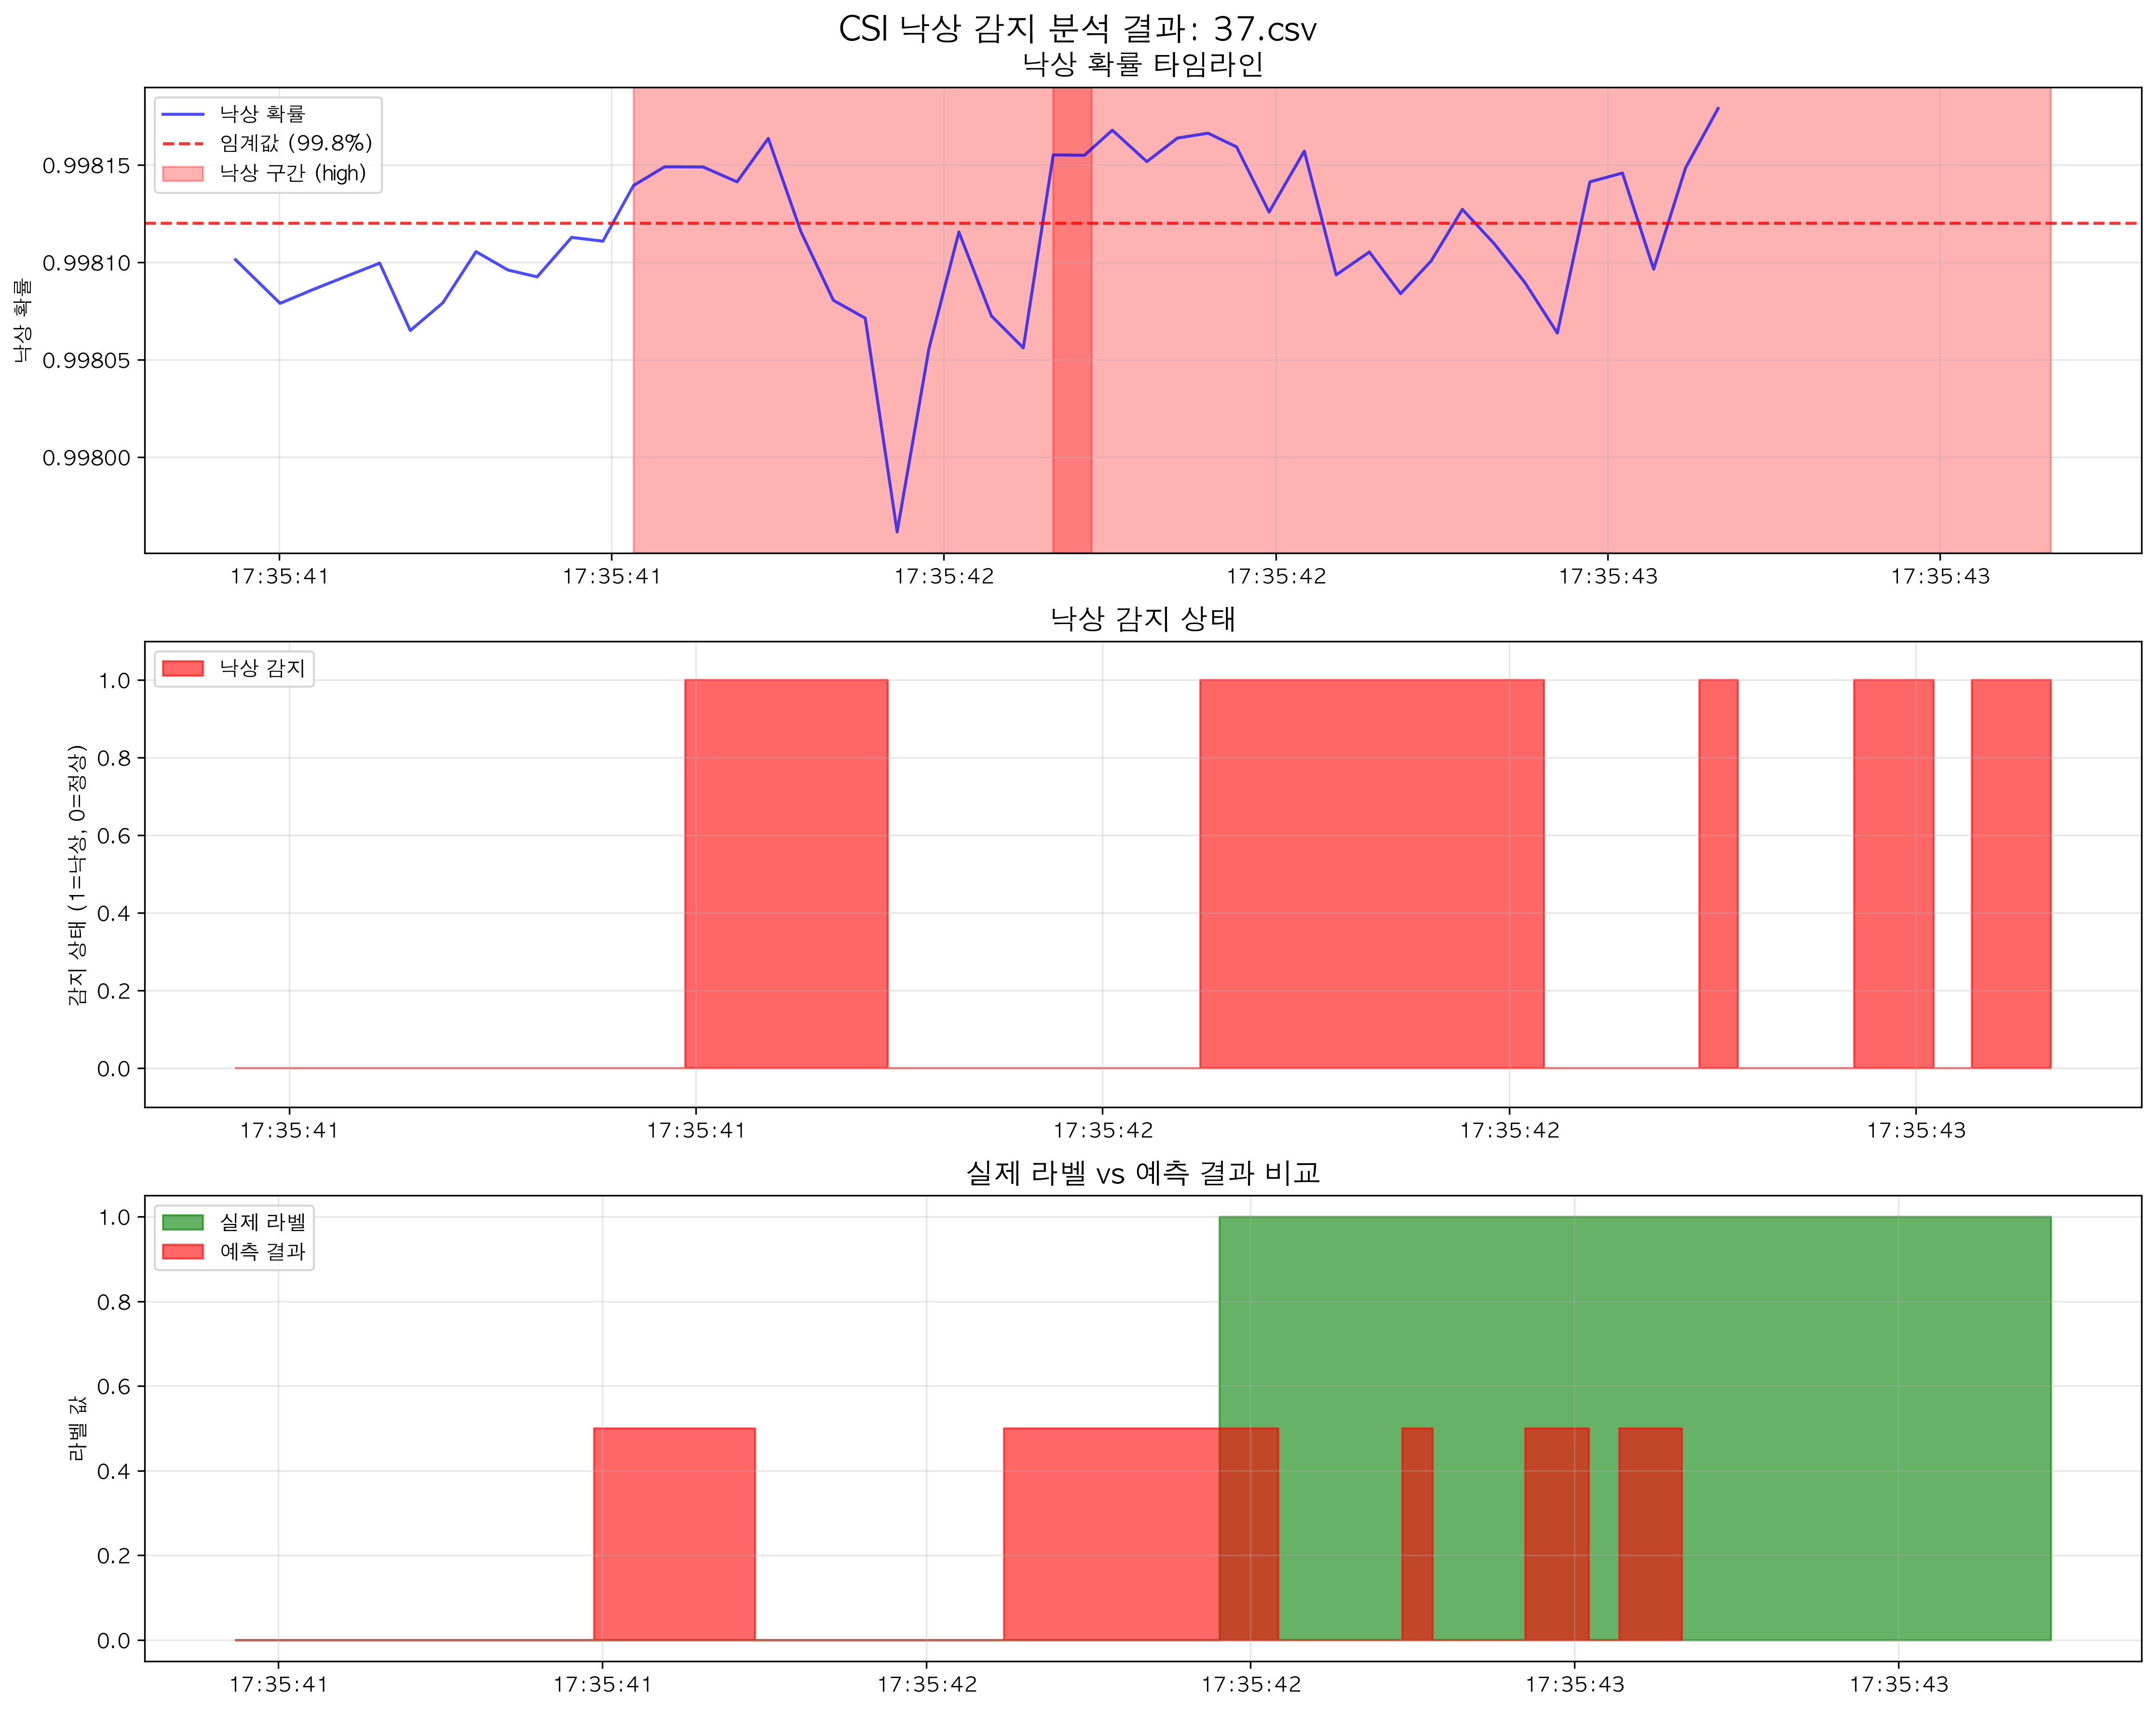 CSI 낙상 감지 분석 결과: 37.csv
낙상 확률 타임라인
낙상 확률
임계값 (99.8%)
낙상 구간 (high)
낙상 확률
0.99815
0.99810
0.99805
0.99800
17:35:41 17:35:41 17:35:42 17:35:42 17:35:43 17:35:43
낙상 감지 상태
낙상 감지
감지 상태 (1=낙상, 0=정상)
1.0
0.8
0.6
0.4
0.2
0.0
17:35:41 17:35:41 17:35:42 17:35:42 17:35:43
실제 라벨 vs 예측 결과 비교
실제 라벨
예측 결과
라벨 값
1.0
0.8
0.6
0.4
0.2
0.0
17:35:41 17:35:41 17:35:42 17:35:42 17:35:43 17:35:43